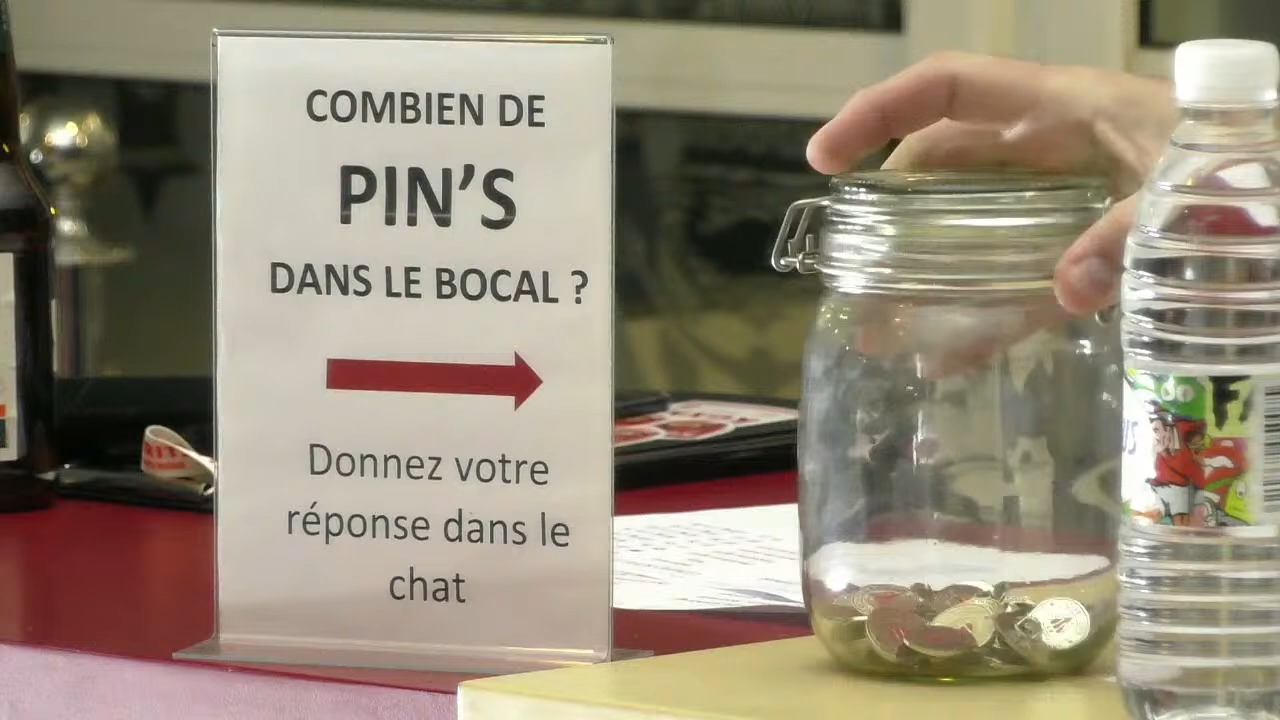 COMBIEN DE
PIN'S
DANS LE BOCAL ?
Donnez votre
réponse dans le
chat